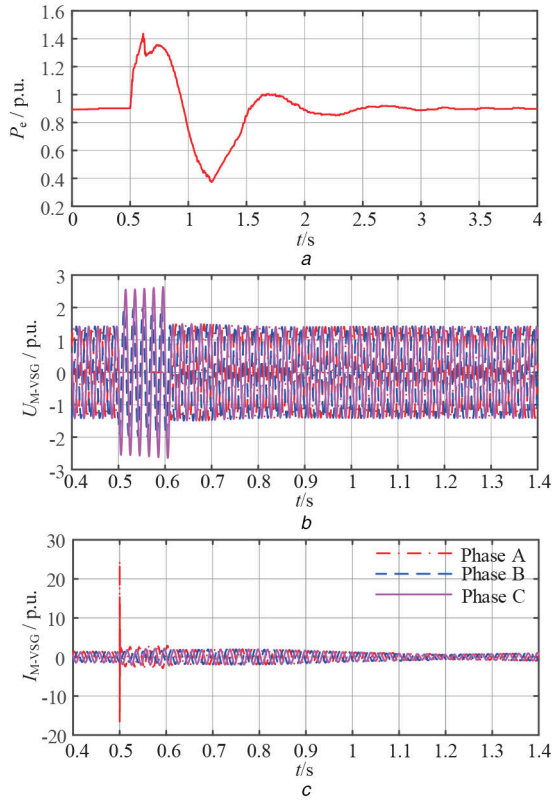 1.6
1.4
1.2
1
0.8
0.6
0.4
0.2
P_e / p.u.
0 0.5 1 1.5 2 2.5 3 3.5 4
t/s
a
3
2
1
0
-1
-2
-3
U_M-VSG / p.u.
0.4 0.5 0.6 0.7 0.8 0.9 1 1.1 1.2 1.3 1.4
t/s
b
30
20
10
0
-10
-20
I_M-VSG / p.u.
Phase A
Phase B
Phase C
0.4 0.5 0.6 0.7 0.8 0.9 1 1.1 1.2 1.3 1.4
t/s
c